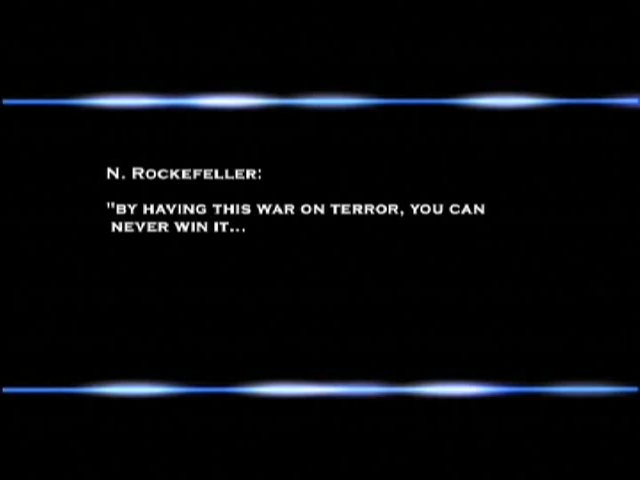 N. ROCKEFELLER:
"BY HAVING THIS WAR ON TERROR, YOU CAN
NEVER WIN IT...